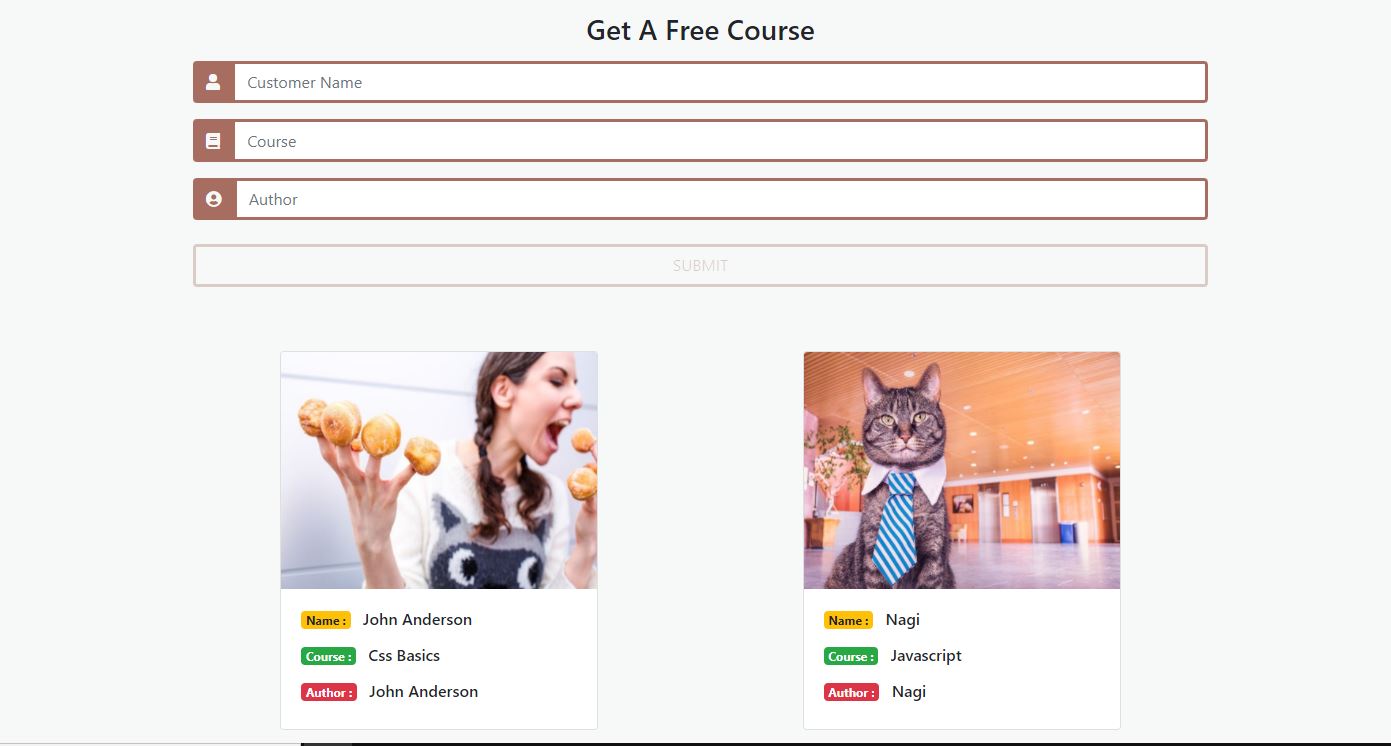 Get A Free Course
Customer Name
Course
Author
SUBMIT
Name : John Anderson
Course : Css Basics
Author : John Anderson
Name : Nagi
Course : Javascript
Author : Nagi